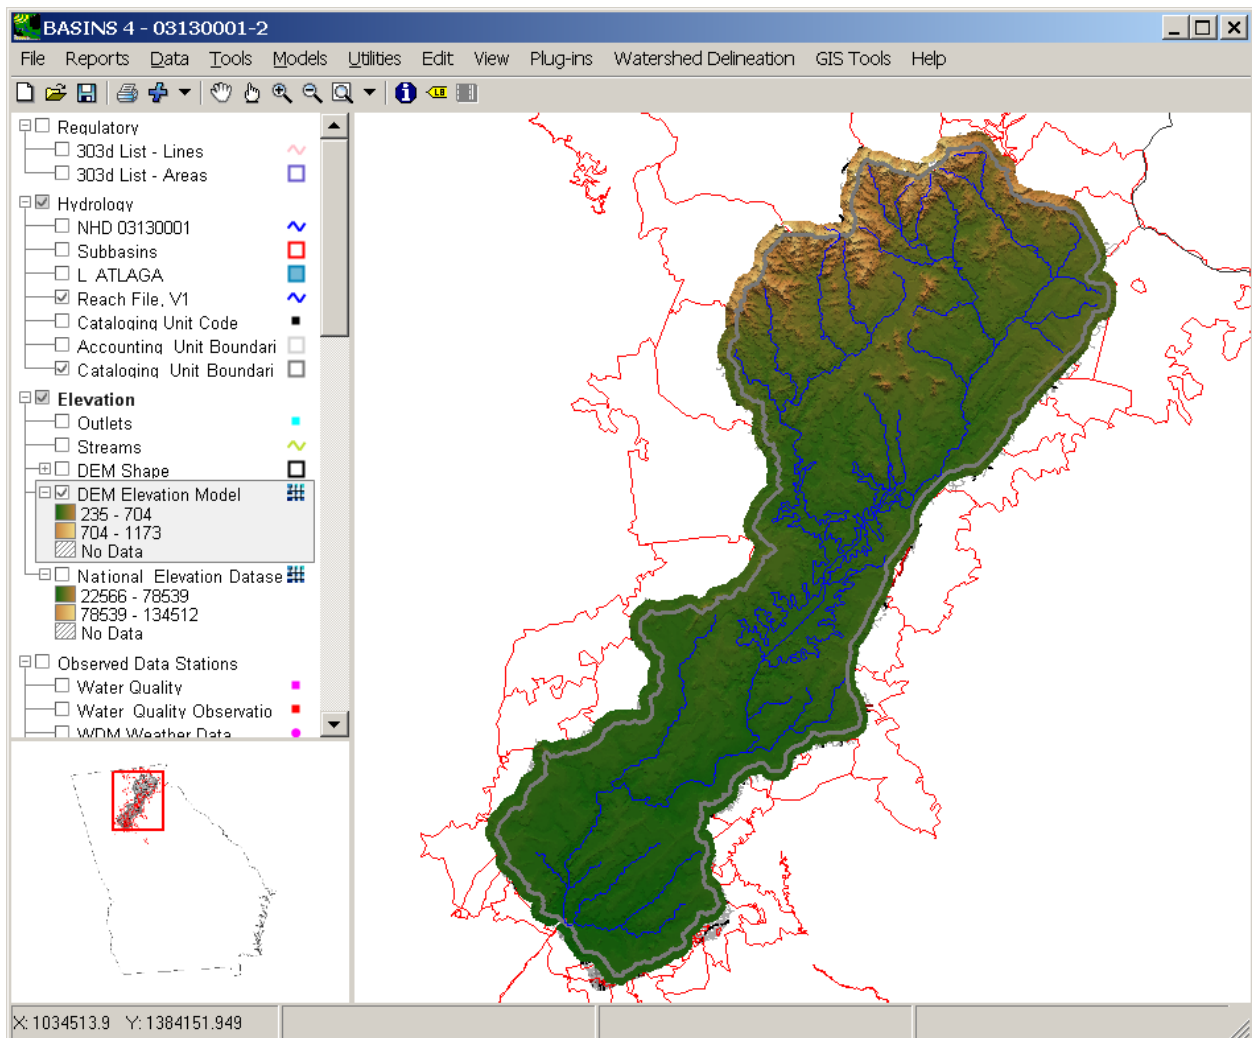 BASINS 4 - 03130001-2
File Reports Data Tools Models Utilities Edit View Plug-ins Watershed Delineation GIS Tools Help
LB
Regulatory
303d List - Lines
303d List - Areas
Hydrology
NHD 03130001
Subbasins
L_ATLAGA
Reach File, V1
Cataloging Unit Code
Accounting Unit Boundari
Cataloging Unit Boundari
Elevation
Outlets
Streams
DEM Shape
DEM Elevation Model
235 - 704
704 - 1173
No Data
National Elevation Datase
22566 - 78539
78539 - 134512
No Data
Observed Data Stations
Water Quality
Water Quality Observatio
WDM Weather Data
X: 1034513.9 Y: 1384151.949